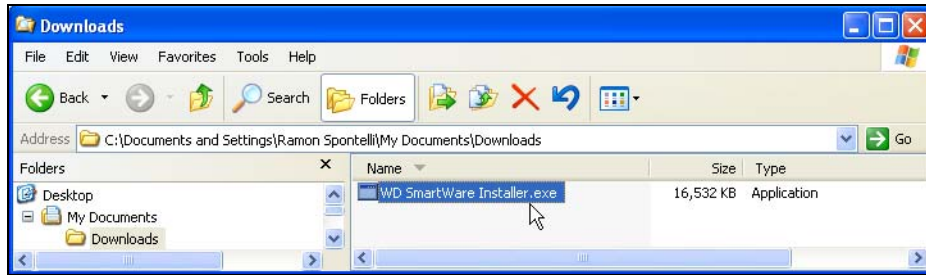 Downloads
File Edit View Favorites Tools Help
Back Search Folders
Address C:\Documents and Settings\Ramon Spontelli\My Documents\Downloads Go
Folders Name Size Type
Desktop WD SmartWare Installer.exe 16,532 KB Application
My Documents
Downloads